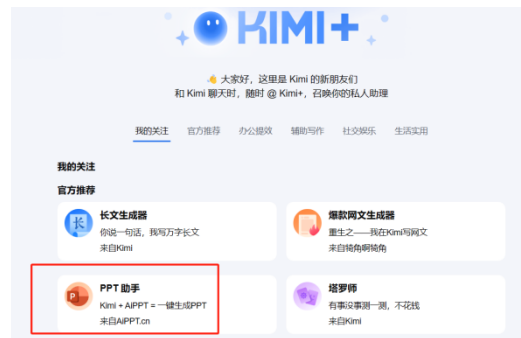 KIMI+
👋 大家好，这里是 Kimi 的新朋友们
和 Kimi 聊天时，随时 @ Kimi+，召唤你的私人助理
我的关注 官方推荐 办公提效 辅助写作 社交娱乐 生活实用
我的关注
官方推荐
长
长文生成器
你说一句话，我写万字长文
来自Kimi
爆款网文生成器
重生之——我在Kimi写网文
来自犄角啊犄角
P
PPT 助手
Kimi + AiPPT = 一键生成PPT
来自AiPPT.cn
塔罗师
有事没事测一测，不花钱
来自Kimi